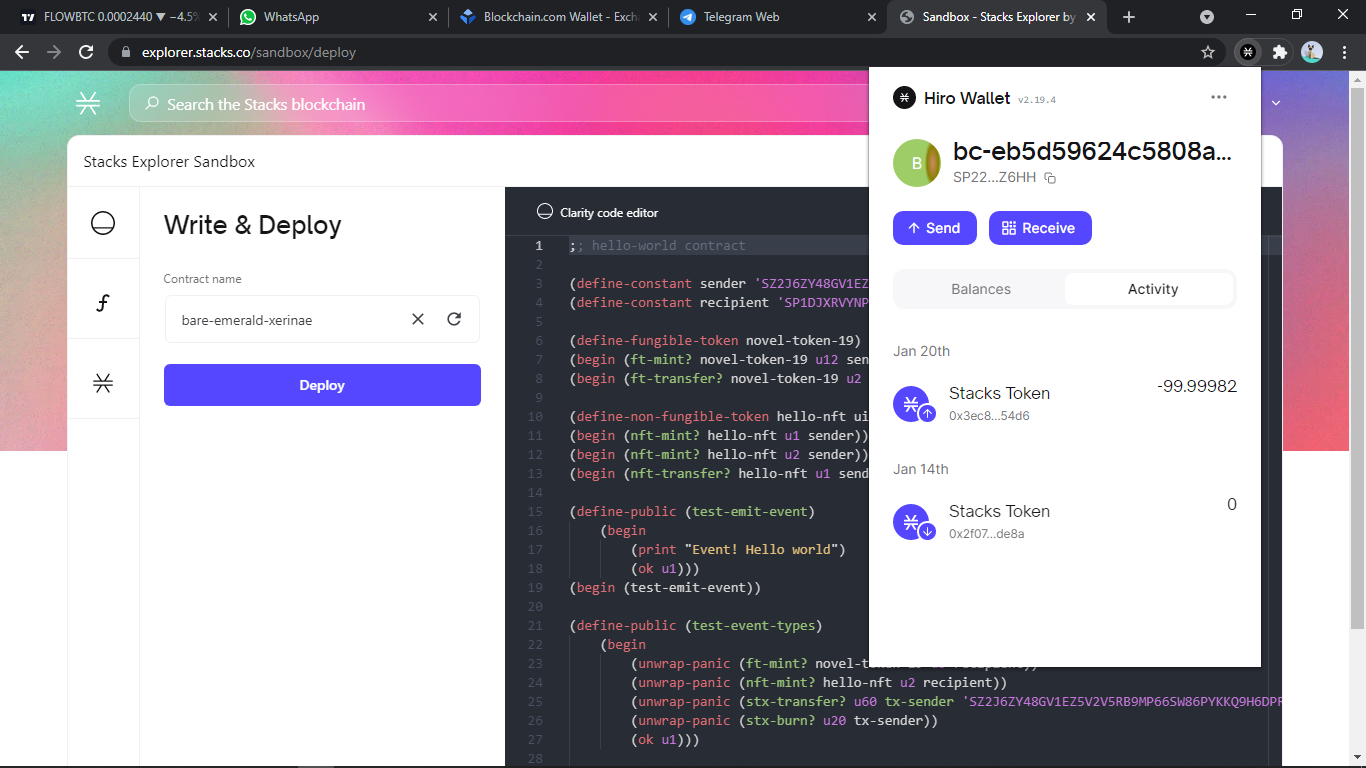 FLOWBTC 0.0002440 ▼ −4.5%
WhatsApp
Blockchain.com Wallet - Exch
Telegram Web
Sandbox - Stacks Explorer by
explorer.stacks.co/sandbox/deploy
Search the Stacks blockchain
Stacks Explorer Sandbox
Write & Deploy
Contract name
bare-emerald-xerinae
Deploy
Clarity code editor
1 ;; hello-world contract
2
3 (define-constant sender 'SZ2J6ZY48GV1EZ
4 (define-constant recipient 'SP1DJXRVYNP
5
6 (define-fungible-token novel-token-19)
7 (begin (ft-mint? novel-token-19 u12 sen
8 (begin (ft-transfer? novel-token-19 u2
9
10 (define-non-fungible-token hello-nft ui
11 (begin (nft-mint? hello-nft u1 sender))
12 (begin (nft-mint? hello-nft u2 sender))
13 (begin (nft-transfer? hello-nft u1 send
14
15 (define-public (test-emit-event)
16 (begin
17 (print "Event! Hello world")
18 (ok u1)))
19 (begin (test-emit-event))
20
21 (define-public (test-event-types)
22 (begin
23 (unwrap-panic (ft-mint? novel-
24 (unwrap-panic (nft-mint? hello-nft u2 recipient))
25 (unwrap-panic (stx-transfer? u60 tx-sender 'SZ2J6ZY48GV1EZ5V2V5RB9MP66SW86PYKKQ9H6DPR
26 (unwrap-panic (stx-burn? u20 tx-sender))
27 (ok u1)))
28
Hiro Wallet v2.19.4
B
bc-eb5d59624c5808a...
SP22...Z6HH
Send
Receive
Balances
Activity
Jan 20th
Stacks Token
-99.99982
0x3ec8...54d6
Jan 14th
Stacks Token
0
0x2f07...de8a